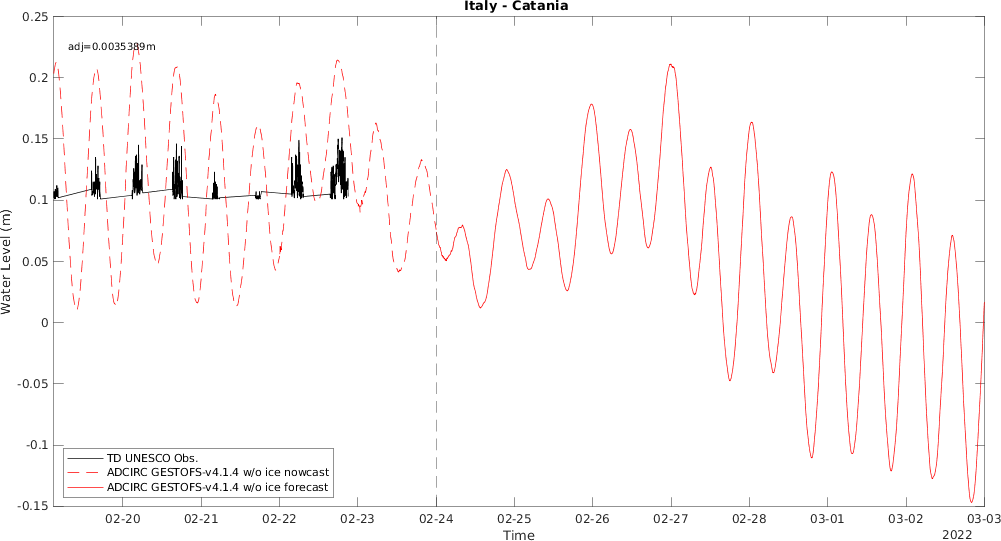 Italy - Catania
adj=0.0035389m
0.25
0.2
0.15
0.1
0.05
0
-0.05
-0.1
-0.15
Water Level (m)
TD UNESCO Obs.
ADCIRC GESTOFS-v4.1.4 w/o ice nowcast
ADCIRC GESTOFS-v4.1.4 w/o ice forecast
02-20 02-21 02-22 02-23 02-24 02-25 02-26 02-27 02-28 03-01 03-02 03-03
Time
2022